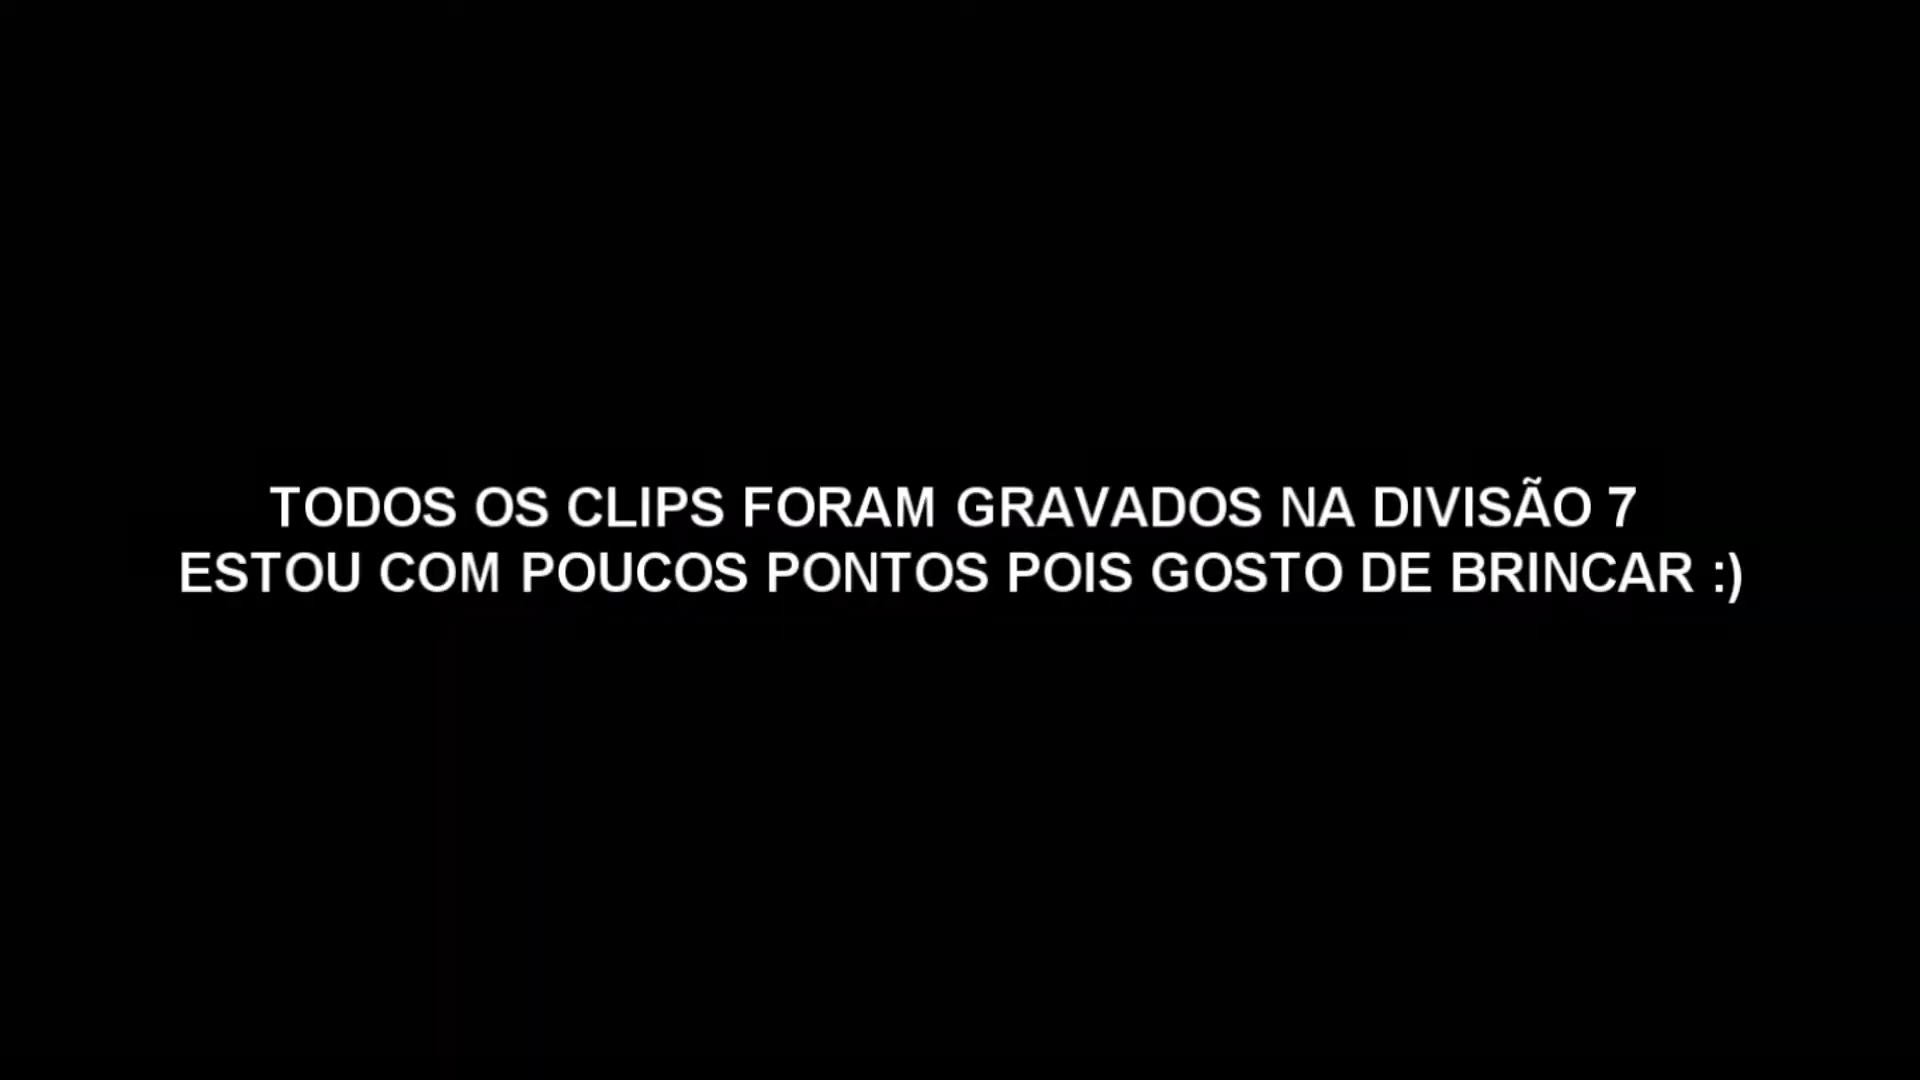 TODOS OS CLIPS FORAM GRAVADOS NA DIVISÃO 7
ESTOU COM POUCOS PONTOS POIS GOSTO DE BRINCAR :)